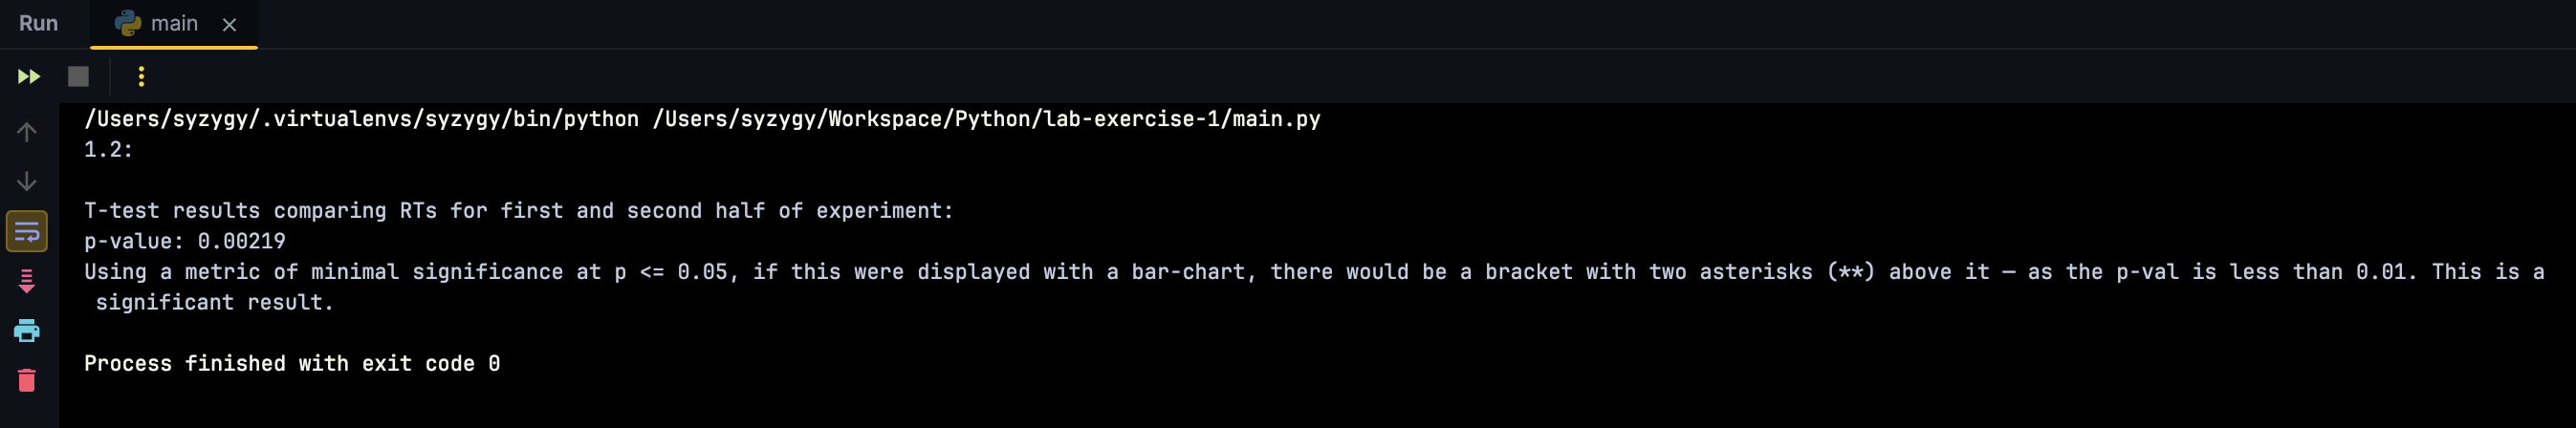 Run main
/Users/syzygy/.virtualenvs/syzygy/bin/python /Users/syzygy/Workspace/Python/lab-exercise-1/main.py
1.2:
T-test results comparing RTs for first and second half of experiment:
p-value: 0.00219
Using a metric of minimal significance at p <= 0.05, if this were displayed with a bar-chart, there would be a bracket with two asterisks (**) above it — as the p-val is less than 0.01. This is a
significant result.
Process finished with exit code 0